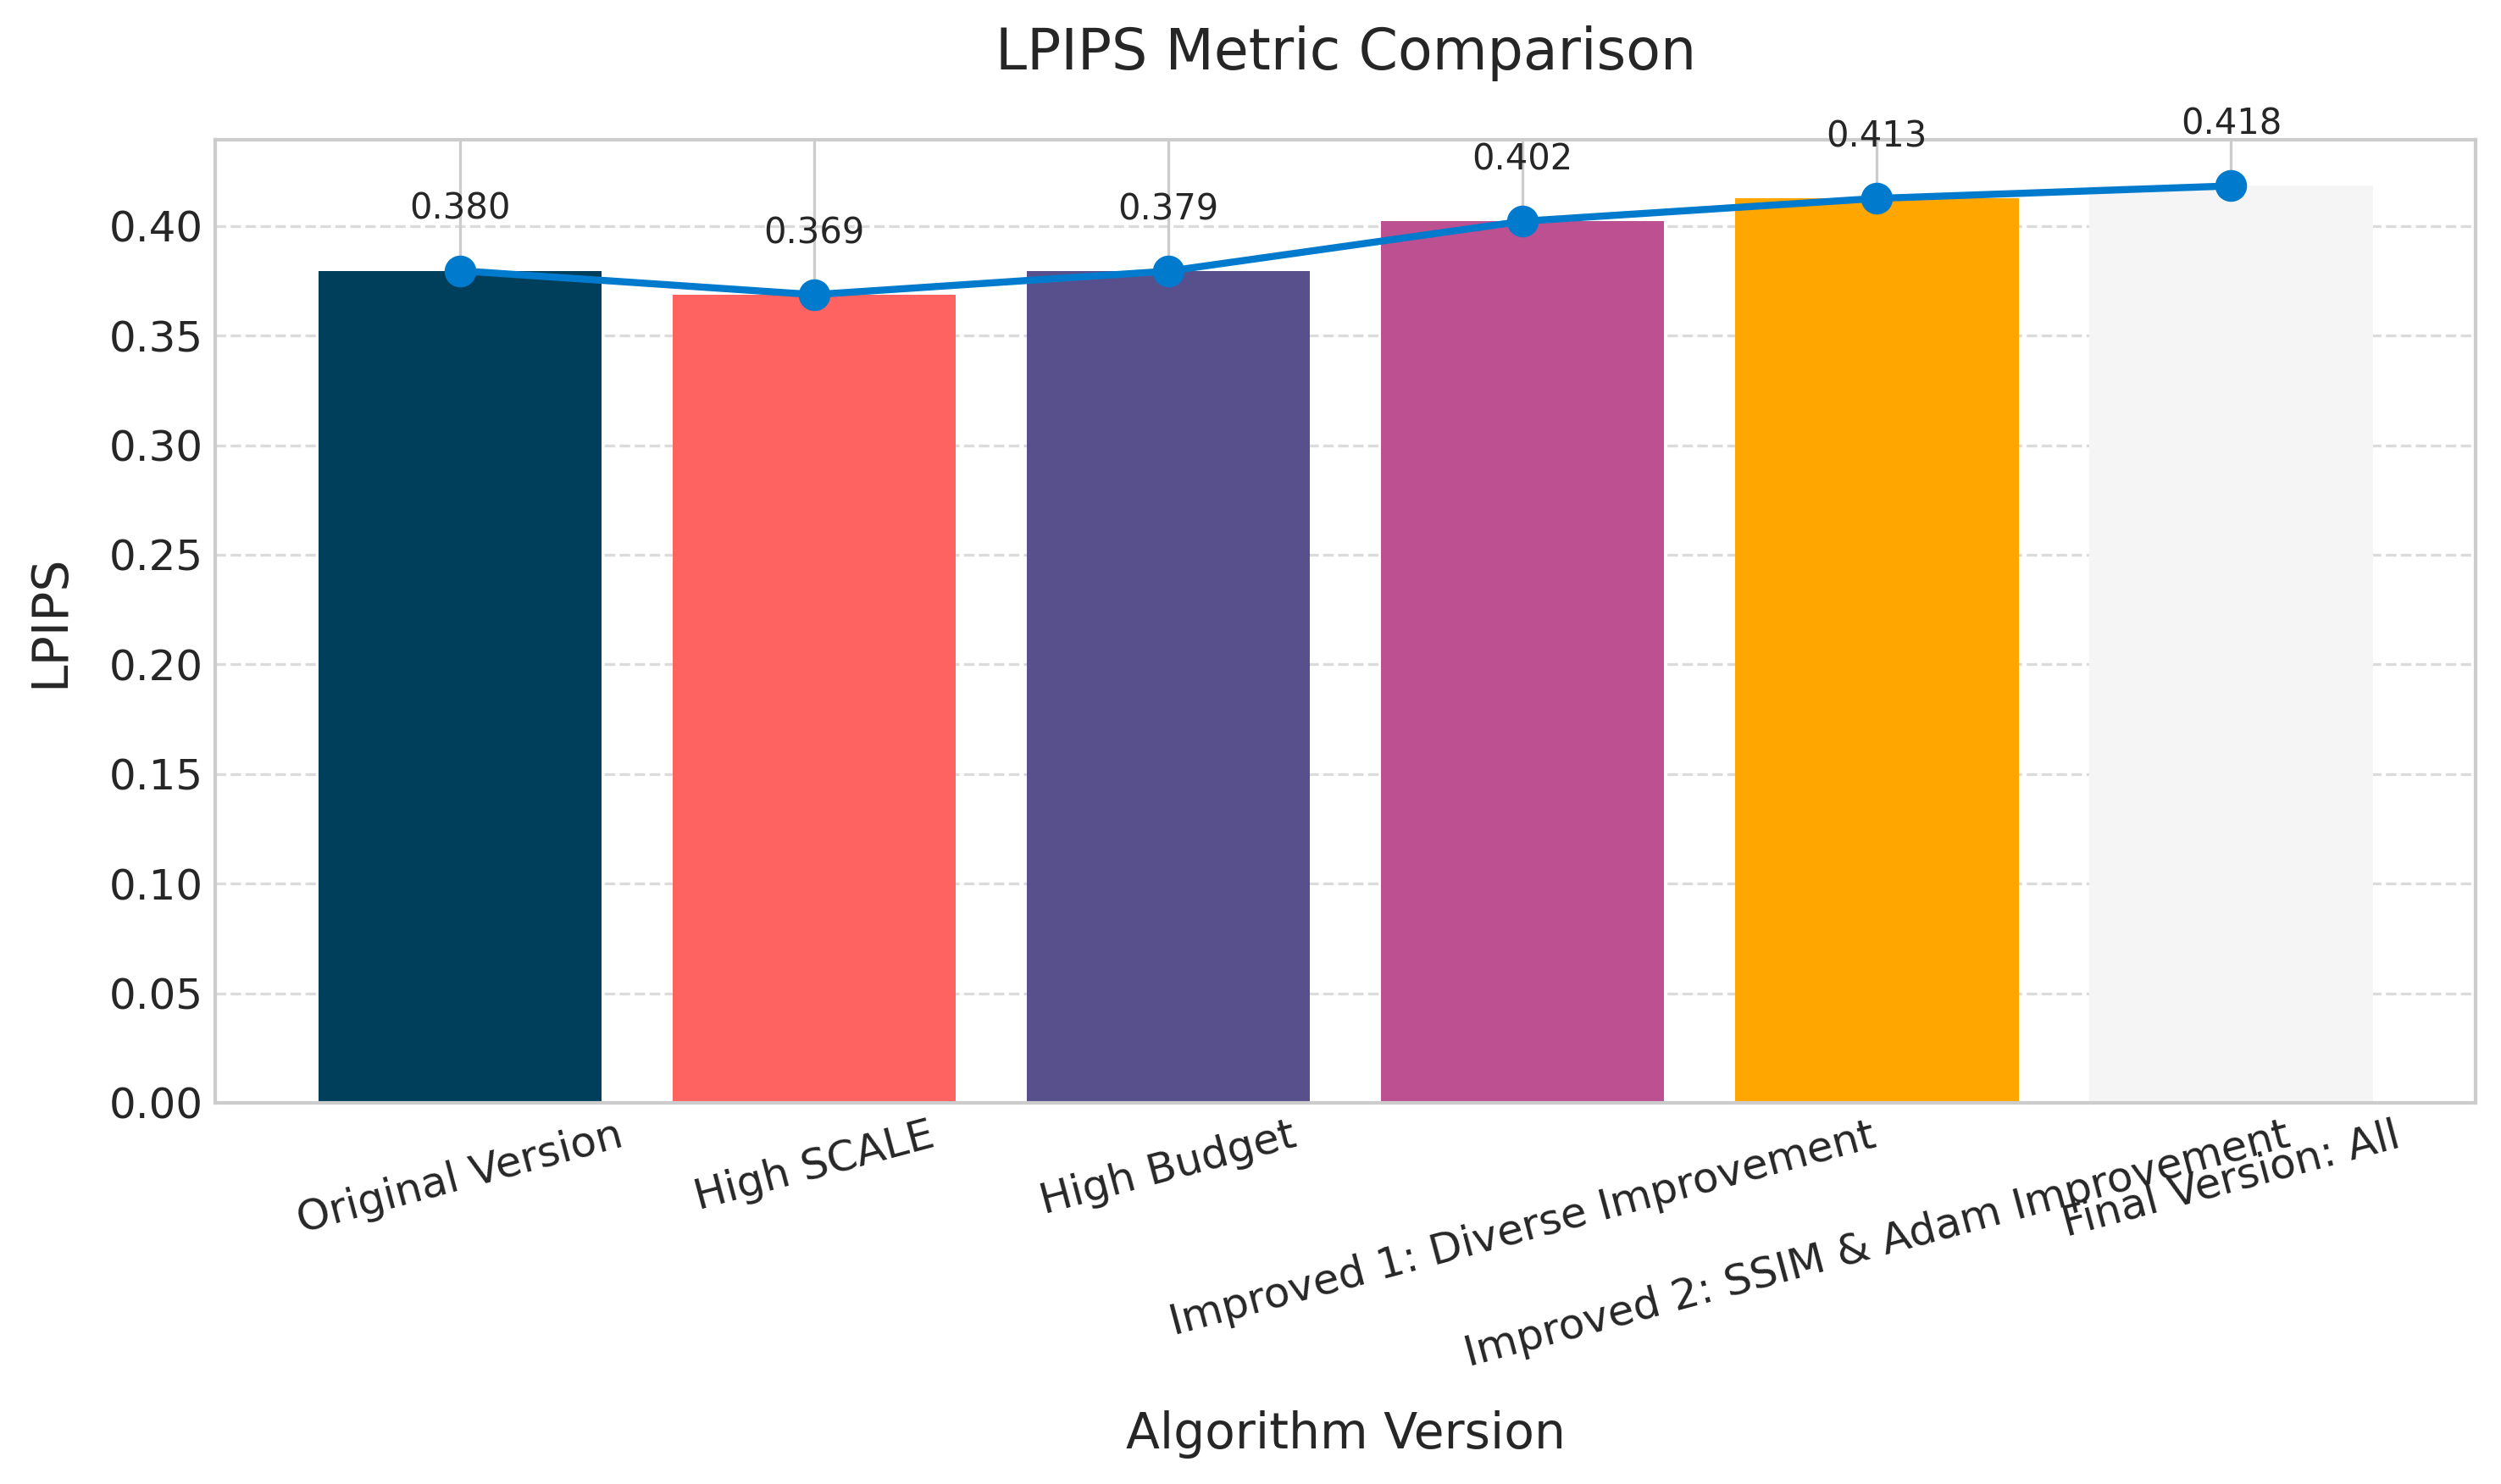 LPIPS Metric Comparison
0.380
0.369
0.379
0.402
0.413
0.418
LPIPS
0.40
0.35
0.30
0.25
0.20
0.15
0.10
0.05
0.00
Original Version
High SCALE
High Budget
Improved 1: Diverse Improvement
Improved 2: SSIM & Adam Improvement
Final Version: All
Algorithm Version